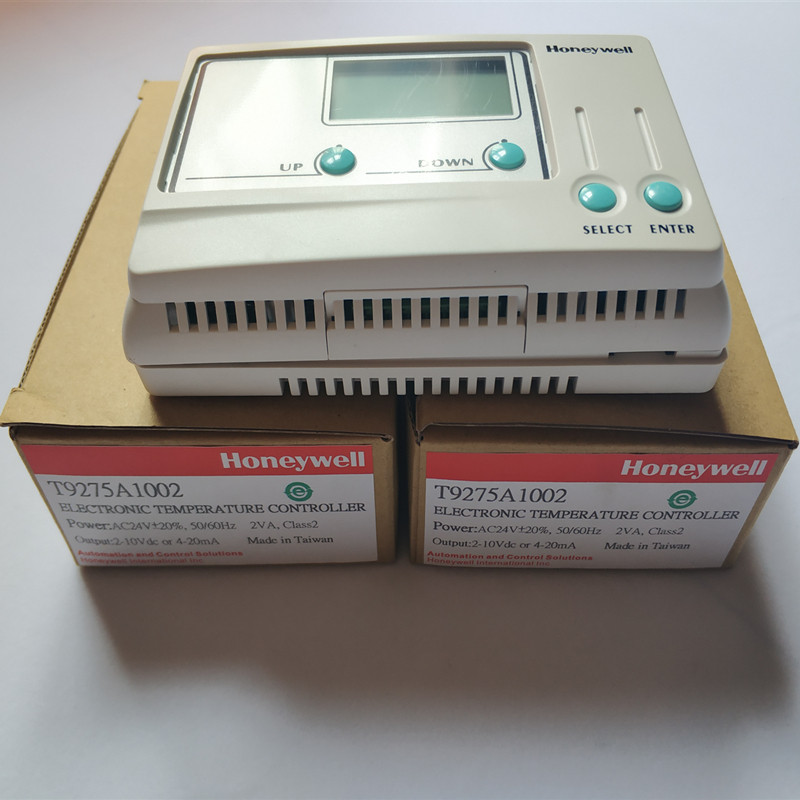 Honeywell
UP DOWN
SELECT ENTER
Honeywell
T9275A1002
ELECTRONIC TEMPERATURE CONTROLLER
Power:AC24V±20%, 50/60Hz 2VA, Class2
Output:2-10Vdc or 4-20mA Made in Taiwan
Automation and Control Solutions
Honeywell International Inc
Honeywell
T9275A1002
ELECTRONIC TEMPERATURE CONTROLLER
Power:AC24V±20%, 50/60Hz 2VA, Class2
Output:2-10Vdc or 4-20mA Made in Taiwan
Automation and Control Solutions
Honeywell International Inc